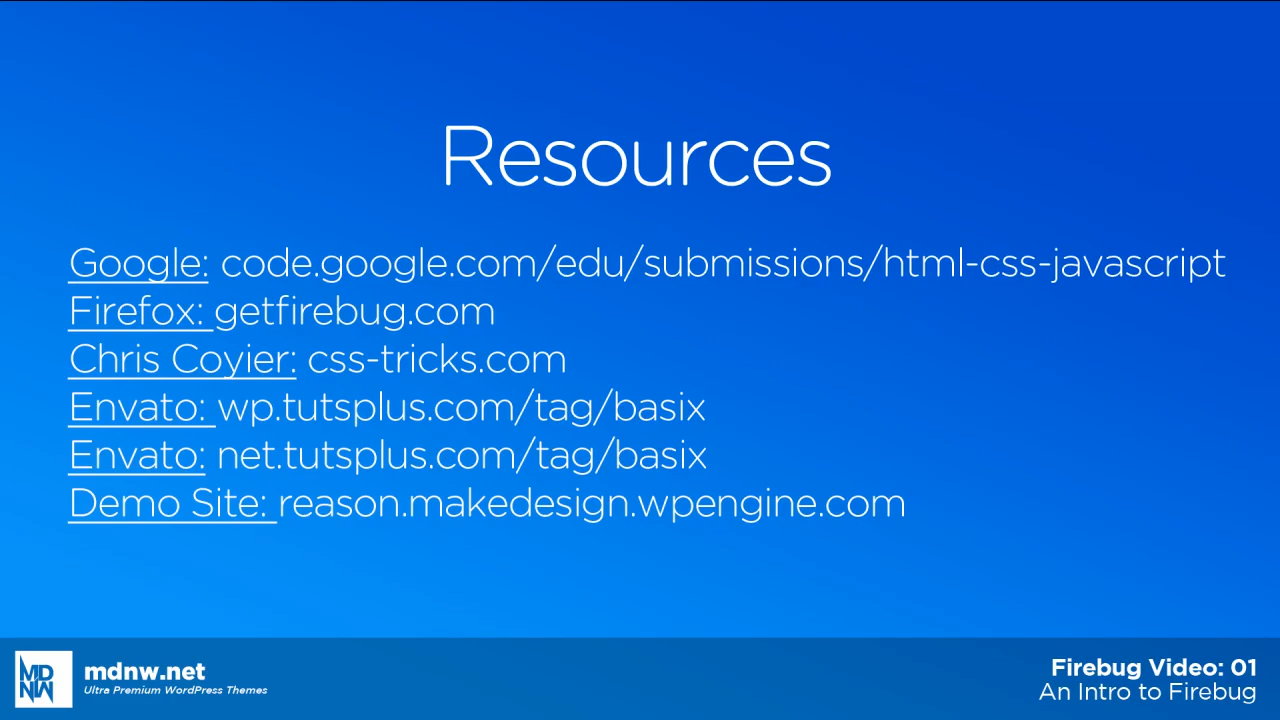 Resources
Google: code.google.com/edu/submissions/html-css-javascript
Firefox: getfirebug.com
Chris Coyier: css-tricks.com
Envato: wp.tutsplus.com/tag/basix
Envato: net.tutsplus.com/tag/basix
Demo Site: reason.makedesign.wpengine.com
MD
NW
mdnw.net
Ultra Premium WordPress Themes
Firebug Video: 01
An Intro to Firebug